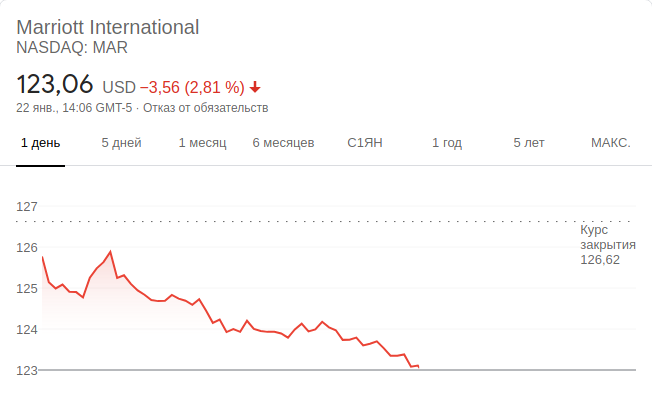 Marriott International
NASDAQ: MAR
123,06 USD −3,56 (2,81 %)
22 янв., 14:06 GMT-5 · Отказ от обязательств
1 день 5 дней 1 месяц 6 месяцев С1ЯН 1 год 5 лет МАКС.
127
126
125
124
123
Курс
закрытия
126,62